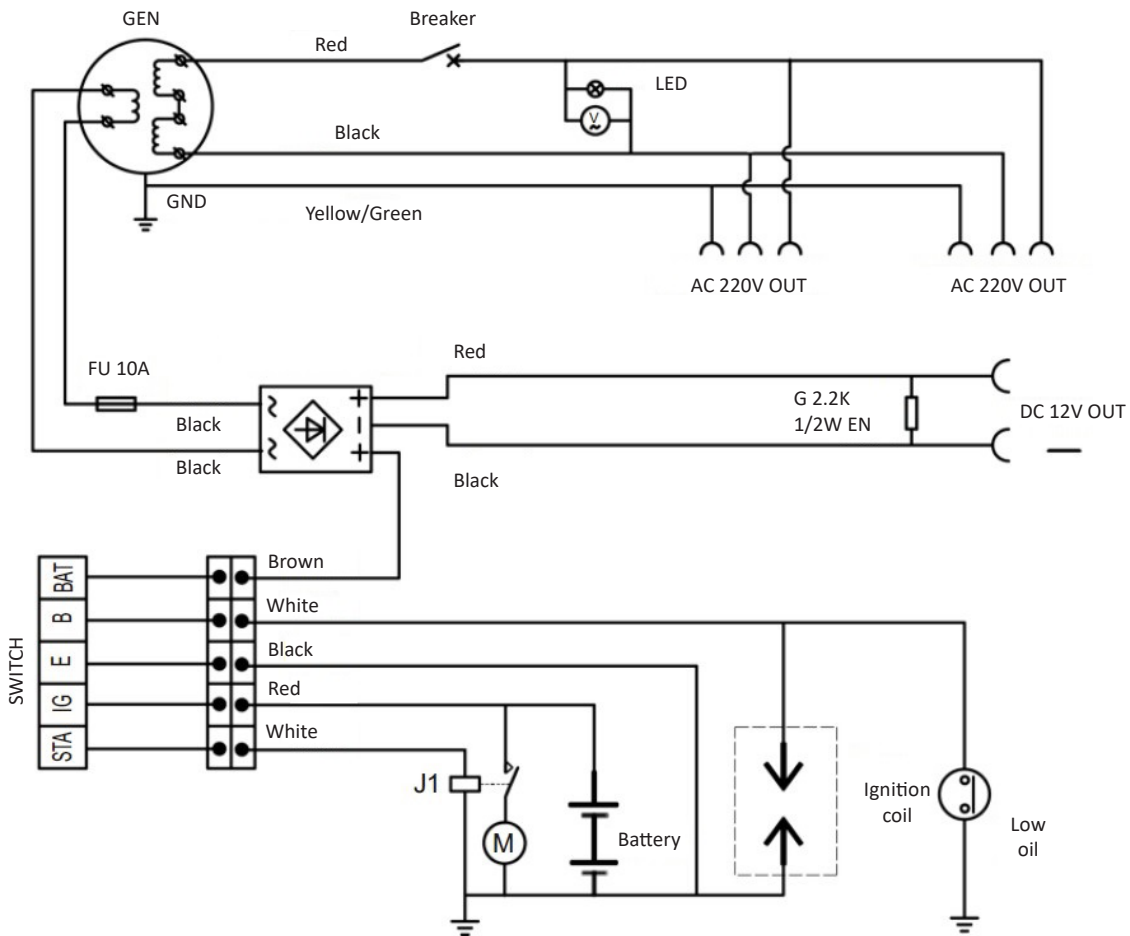 GEN
Breaker
Red
LED
V
Black
GND
Yellow/Green
AC 220V OUT
AC 220V OUT
Red
FU 10A
G 2.2K
1/2W EN
DC 12V OUT
Black
Black
Black
SWITCH
BAT
B
E
IG
STA
Brown
White
Black
Red
White
J1
M
Battery
Ignition
coil
Low
oil